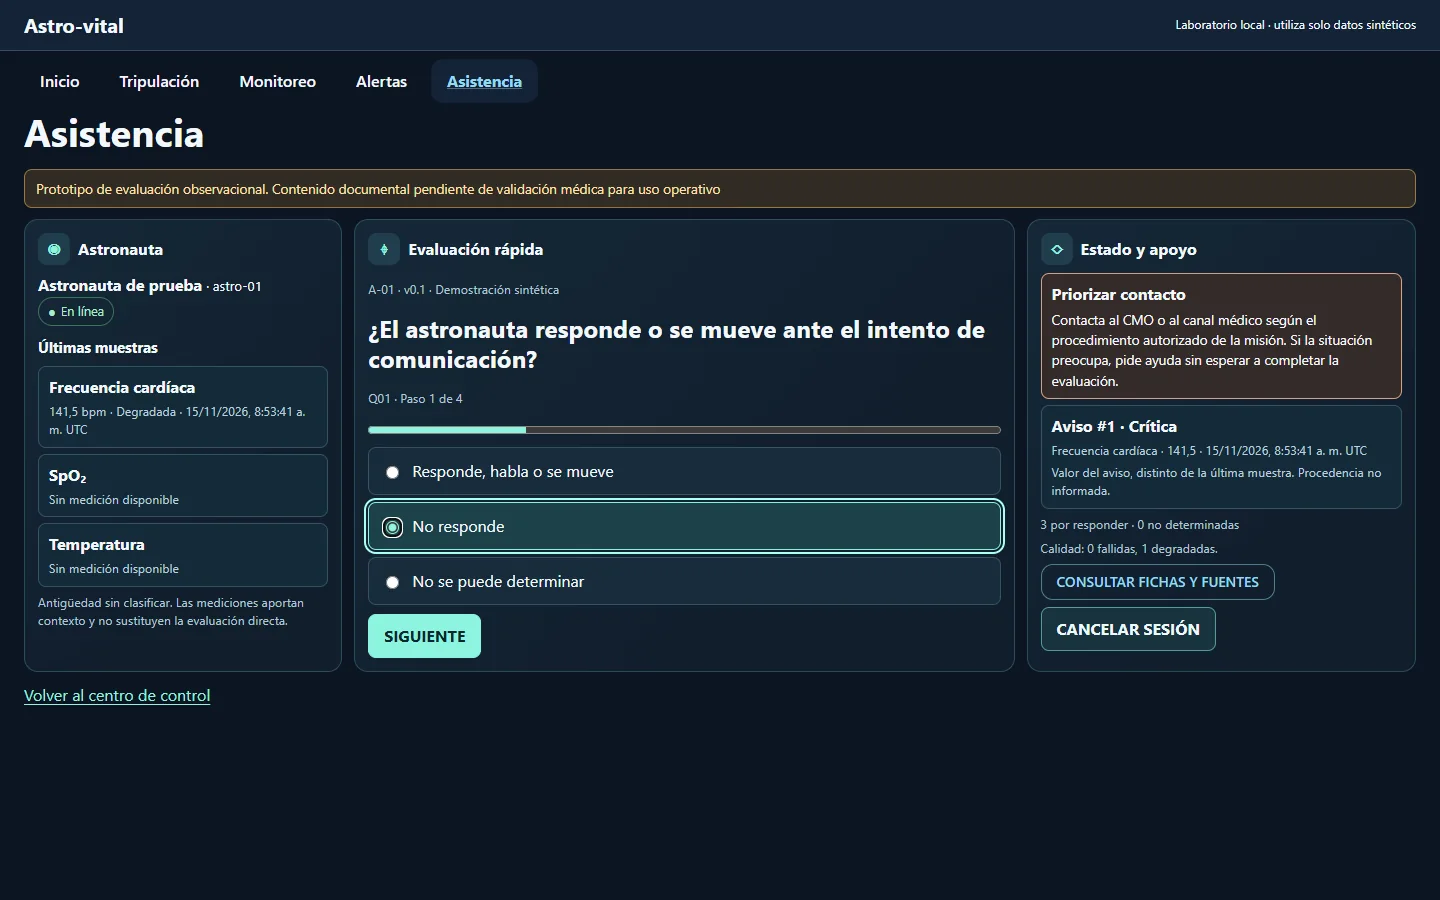 Astro-vital
Laboratorio local · utiliza solo datos sintéticos
Inicio
Tripulación
Monitoreo
Alertas
Asistencia
Asistencia
Prototipo de evaluación observacional. Contenido documental pendiente de validación médica para uso operativo
Astronauta
Astronauta de prueba · astro-01
En línea
Últimas muestras
Frecuencia cardíaca
141,5 bpm · Degradada · 15/11/2026, 8:53:41 a.
m. UTC
SpO₂
Sin medición disponible
Temperatura
Sin medición disponible
Antigüedad sin clasificar. Las mediciones aportan
contexto y no sustituyen la evaluación directa.
Evaluación rápida
A-01 · v0.1 · Demostración sintética
¿El astronauta responde o se mueve ante el intento de
comunicación?
Q01 · Paso 1 de 4
Responde, habla o se mueve
No responde
No se puede determinar
SIGUIENTE
Estado y apoyo
Priorizar contacto
Contacta al CMO o al canal médico según el
procedimiento autorizado de la misión. Si la situación
preocupa, pide ayuda sin esperar a completar la
evaluación.
Aviso #1 · Crítica
Frecuencia cardíaca · 141,5 · 15/11/2026, 8:53:41 a. m. UTC
Valor del aviso, distinto de la última muestra. Procedencia no
informada.
3 por responder · 0 no determinadas
Calidad: 0 fallidas, 1 degradadas.
CONSULTAR FICHAS Y FUENTES
CANCELAR SESIÓN
Volver al centro de control